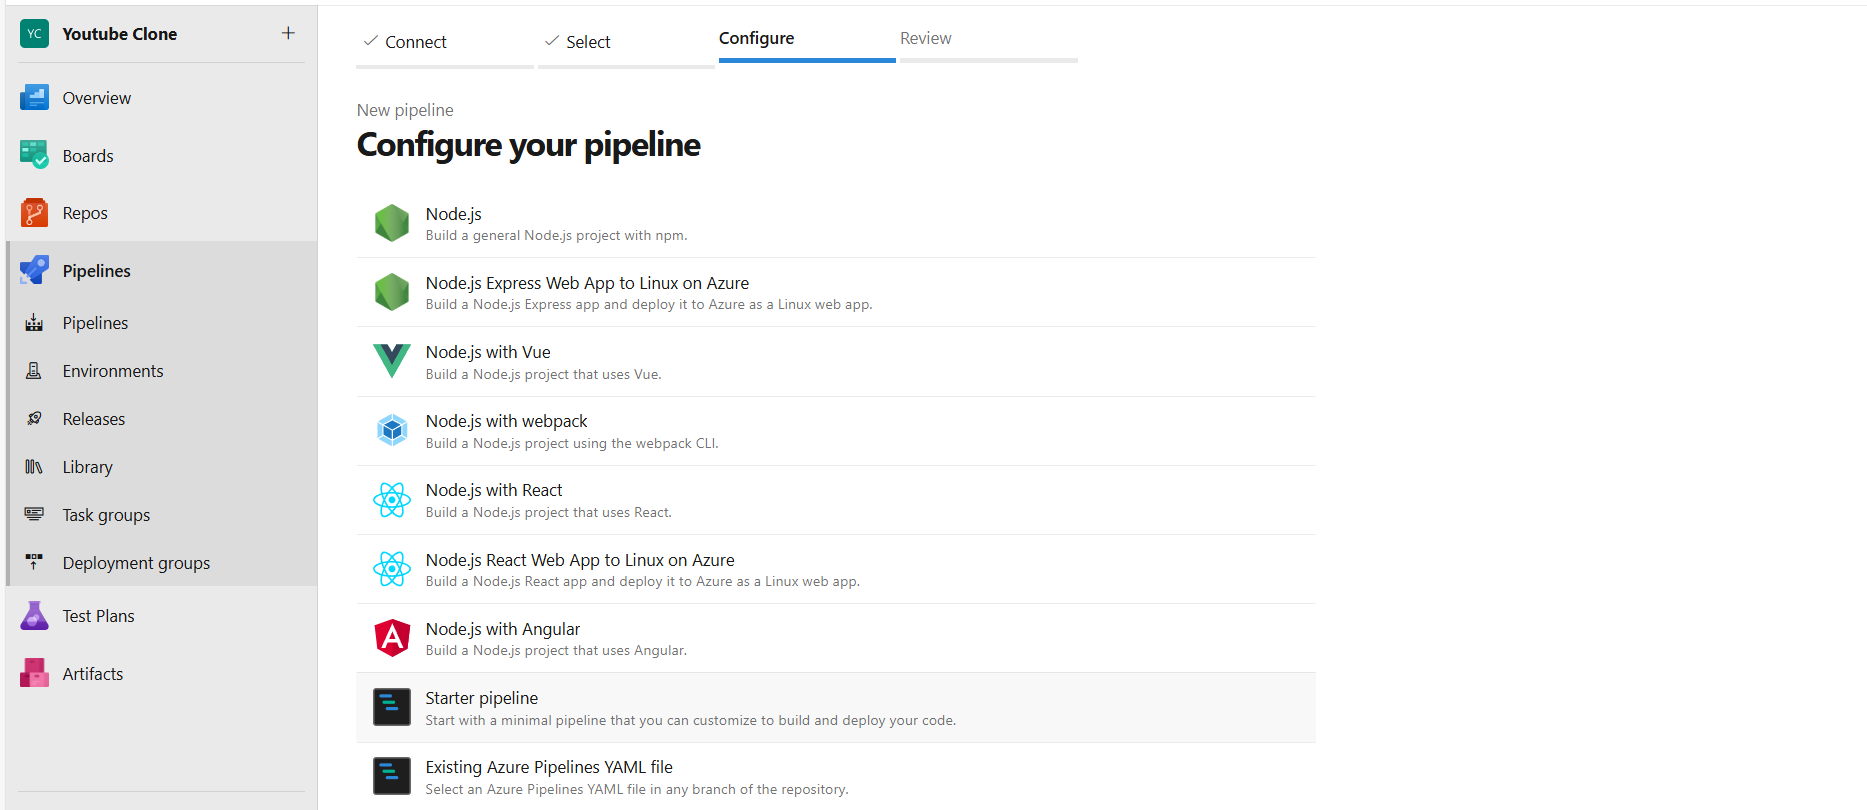 YC
Youtube Clone
+
Overview
Boards
Repos
Pipelines
Pipelines
Environments
Releases
Library
Task groups
Deployment groups
Test Plans
Artifacts
Connect
Select
Configure
Review
New pipeline
Configure your pipeline
Node.js
Build a general Node.js project with npm.
Node.js Express Web App to Linux on Azure
Build a Node.js Express app and deploy it to Azure as a Linux web app.
Node.js with Vue
Build a Node.js project that uses Vue.
Node.js with webpack
Build a Node.js project using the webpack CLI.
Node.js with React
Build a Node.js project that uses React.
Node.js React Web App to Linux on Azure
Build a Node.js React app and deploy it to Azure as a Linux web app.
Node.js with Angular
Build a Node.js project that uses Angular.
Starter pipeline
Start with a minimal pipeline that you can customize to build and deploy your code.
Existing Azure Pipelines YAML file
Select an Azure Pipelines YAML file in any branch of the repository.